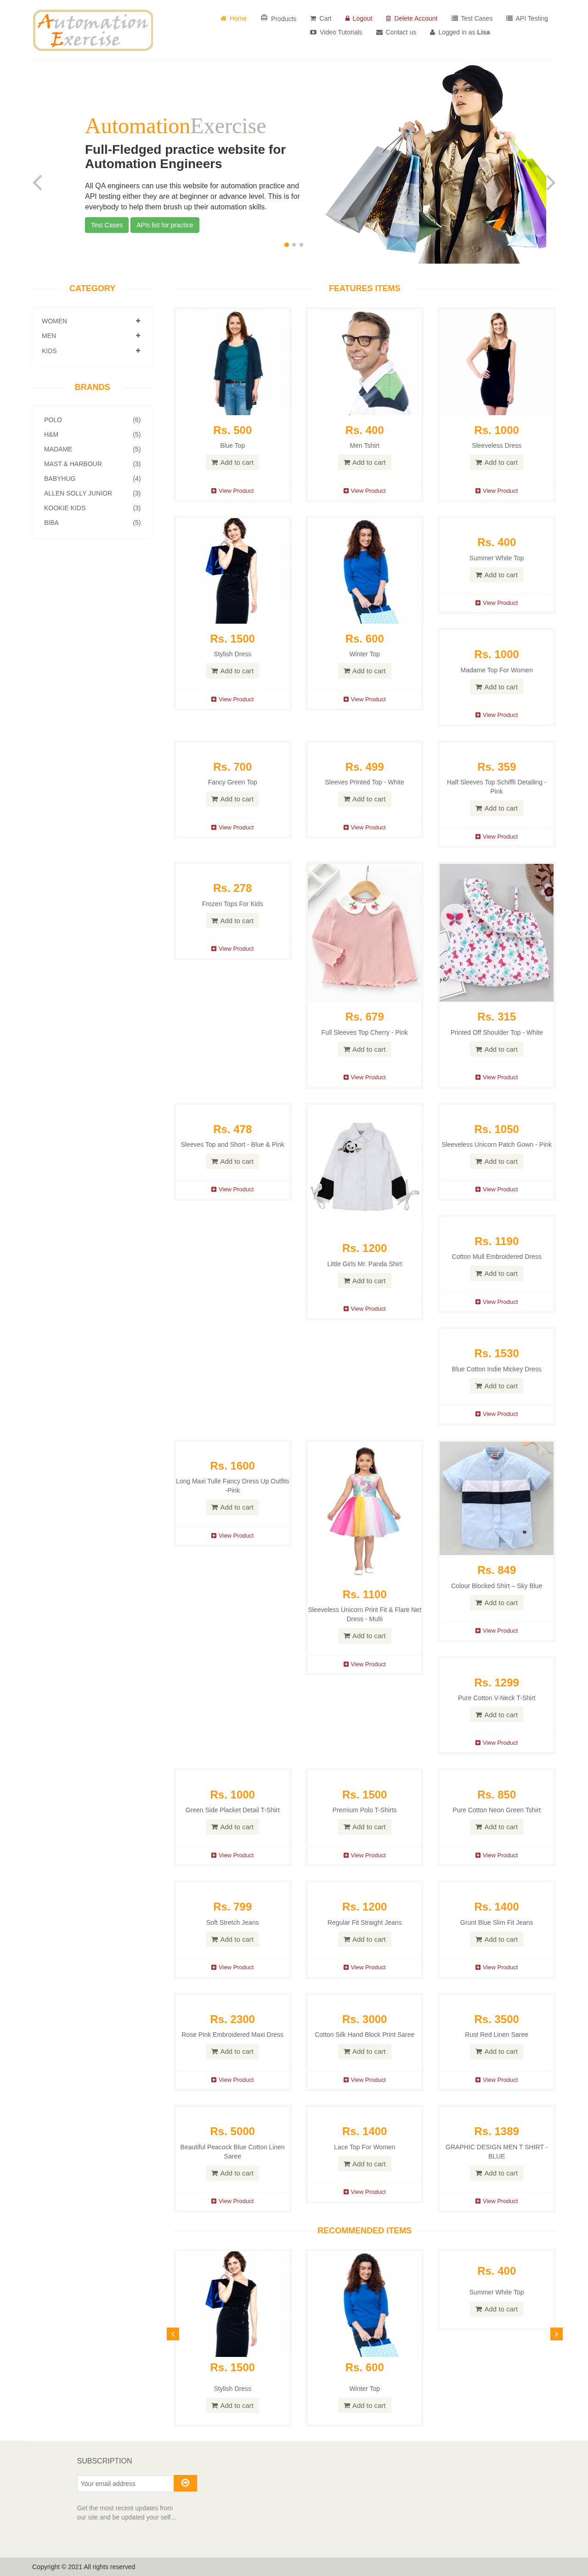 Automation
Exercise
Home
Products
Cart
Logout
Delete Account
Test Cases
API Testing
Video Tutorials
Contact us
Logged in as Lisa
AutomationExercise
Full-Fledged practice website for
Automation Engineers
All QA engineers can use this website for automation practice and
API testing either they are at beginner or advance level. This is for
everybody to help them brush up their automation skills.
Test Cases
APIs list for practice
CATEGORY
WOMEN
MEN
KIDS
BRANDS
POLO (6)
H&M (5)
MADAME (5)
MAST & HARBOUR (3)
BABYHUG (4)
ALLEN SOLLY JUNIOR (3)
KOOKIE KIDS (3)
BIBA (5)
FEATURES ITEMS
Rs. 500
Blue Top
Add to cart
View Product
Rs. 400
Men Tshirt
Add to cart
View Product
Rs. 1000
Sleeveless Dress
Add to cart
View Product
Rs. 1500
Stylish Dress
Add to cart
View Product
Rs. 600
Winter Top
Add to cart
View Product
Rs. 400
Summer White Top
Add to cart
View Product
Rs. 1000
Madame Top For Women
Add to cart
View Product
Rs. 700
Fancy Green Top
Add to cart
View Product
Rs. 499
Sleeves Printed Top - White
Add to cart
View Product
Rs. 359
Half Sleeves Top Schiffli Detailing -
Pink
Add to cart
View Product
Rs. 278
Frozen Tops For Kids
Add to cart
View Product
Rs. 679
Full Sleeves Top Cherry - Pink
Add to cart
View Product
Rs. 315
Printed Off Shoulder Top - White
Add to cart
View Product
Rs. 478
Sleeves Top and Short - Blue & Pink
Add to cart
View Product
Rs. 1200
Little Girls Mr. Panda Shirt
Add to cart
View Product
Rs. 1050
Sleeveless Unicorn Patch Gown - Pink
Add to cart
View Product
Rs. 1190
Cotton Mull Embroidered Dress
Add to cart
View Product
Rs. 1530
Blue Cotton Indie Mickey Dress
Add to cart
View Product
Rs. 1600
Long Maxi Tulle Fancy Dress Up Outfits
-Pink
Add to cart
View Product
Rs. 1100
Sleeveless Unicorn Print Fit & Flare Net
Dress - Multi
Add to cart
View Product
Rs. 849
Colour Blocked Shirt – Sky Blue
Add to cart
View Product
Rs. 1299
Pure Cotton V-Neck T-Shirt
Add to cart
View Product
Rs. 1000
Green Side Placket Detail T-Shirt
Add to cart
View Product
Rs. 1500
Premium Polo T-Shirts
Add to cart
View Product
Rs. 850
Pure Cotton Neon Green Tshirt
Add to cart
View Product
Rs. 799
Soft Stretch Jeans
Add to cart
View Product
Rs. 1200
Regular Fit Straight Jeans
Add to cart
View Product
Rs. 1400
Grunt Blue Slim Fit Jeans
Add to cart
View Product
Rs. 2300
Rose Pink Embroidered Maxi Dress
Add to cart
View Product
Rs. 3000
Cotton Silk Hand Block Print Saree
Add to cart
View Product
Rs. 3500
Rust Red Linen Saree
Add to cart
View Product
Rs. 5000
Beautiful Peacock Blue Cotton Linen
Saree
Add to cart
View Product
Rs. 1400
Lace Top For Women
Add to cart
View Product
Rs. 1389
GRAPHIC DESIGN MEN T SHIRT -
BLUE
Add to cart
View Product
RECOMMENDED ITEMS
Rs. 1500
Stylish Dress
Add to cart
Rs. 600
Winter Top
Add to cart
Rs. 400
Summer White Top
Add to cart
SUBSCRIPTION
Your email address
Get the most recent updates from
our site and be updated your self...
Copyright © 2021 All rights reserved